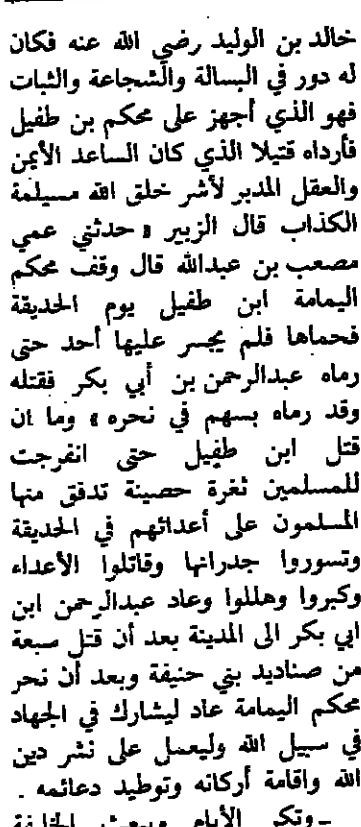 خالد بن الوليد رضي الله عنه فكان
له دور في البسالة والشجاعة والثبات
فهو الذي أجهز على محكم بن طفيل
فأرداه قتيلا الذي كان الساعد الأيمن
والعقل المدبر لأشر خلق الله مسيلمة
الكذاب قال الزبير « حدثني عمي
مصعب بن عبدالله قال وقف محكم
اليمامة ابن طفيل يوم الحديقة
فحماها فلم يجسر عليها أحد حتى
رماه عبدالرحمن بن أبي بكر فقتله
وقد رماه بسهم في نحره » وما ان
قتل ابن طفيل حتى انفرجت
للمسلمين ثغرة حصينة تدفق منها
المسلمون على أعدائهم في الحديقة
وتسوروا جدرانها وقاتلوا الأعداء
وكبروا وهللوا وعاد عبدالرحمن ابن
ابي بكر الى المدينة بعد أن قتل سبعة
من صناديد بني حنيفة وبعد أن نحر
محكم اليمامة عاد ليشارك في الجهاد
في سبيل الله وليعمل على نشر دين
الله واقامة أركانه وتوطيد دعائمه .
ـ وتكر الأيام ويبعث الخليفة